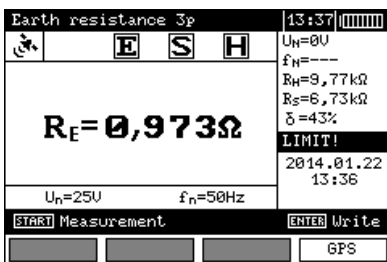 Earth resistance 3p 13:37
E S H
UN=0V
fN=---
RH=9,77kΩ
RS=6,73kΩ
δ=43%
LIMIT!
RE=0,973Ω
2014.01.22
13:36
Un=25V fn=50Hz
START Measurement ENTER Write
GPS